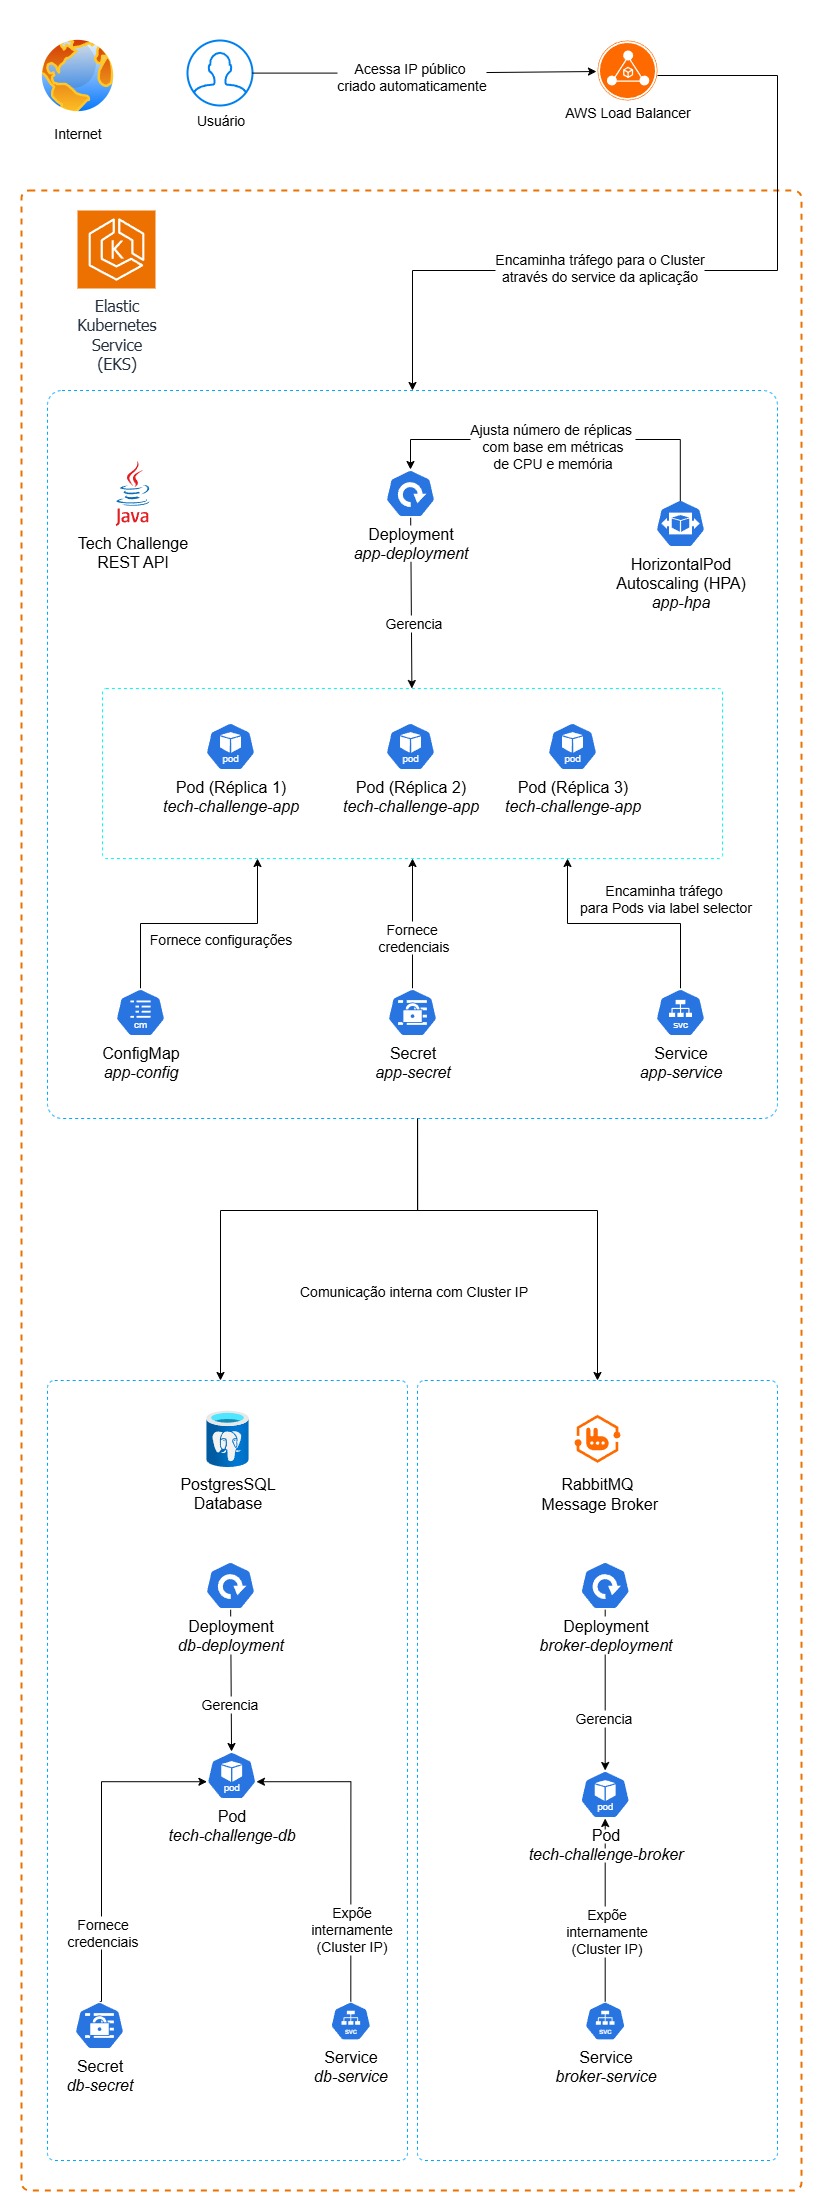 Internet
Usuário
Acessa IP público
criado automaticamente
AWS Load Balancer
Encaminha tráfego para o Cluster
através do service da aplicação
K
Elastic
Kubernetes
Service
(EKS)
Ajusta número de réplicas
com base em métricas
de CPU e memória
Java
Tech Challenge
REST API
Deployment
app-deployment
HorizontalPod
Autoscaling (HPA)
app-hpa
Gerencia
pod
Pod (Réplica 1)
tech-challenge-app
pod
Pod (Réplica 2)
tech-challenge-app
pod
Pod (Réplica 3)
tech-challenge-app
Fornece configurações
Fornece
credenciais
Encaminha tráfego
para Pods via label selector
cm
ConfigMap
app-config
Secret
app-secret
svc
Service
app-service
Comunicação interna com Cluster IP
PostgresSQL
Database
RabbitMQ
Message Broker
Deployment
db-deployment
Deployment
broker-deployment
Gerencia
Gerencia
pod
Pod
tech-challenge-db
pod
Pod
tech-challenge-broker
Fornece
credenciais
Expõe
internamente
(Cluster IP)
Expõe
internamente
(Cluster IP)
Secret
db-secret
svc
Service
db-service
svc
Service
broker-service